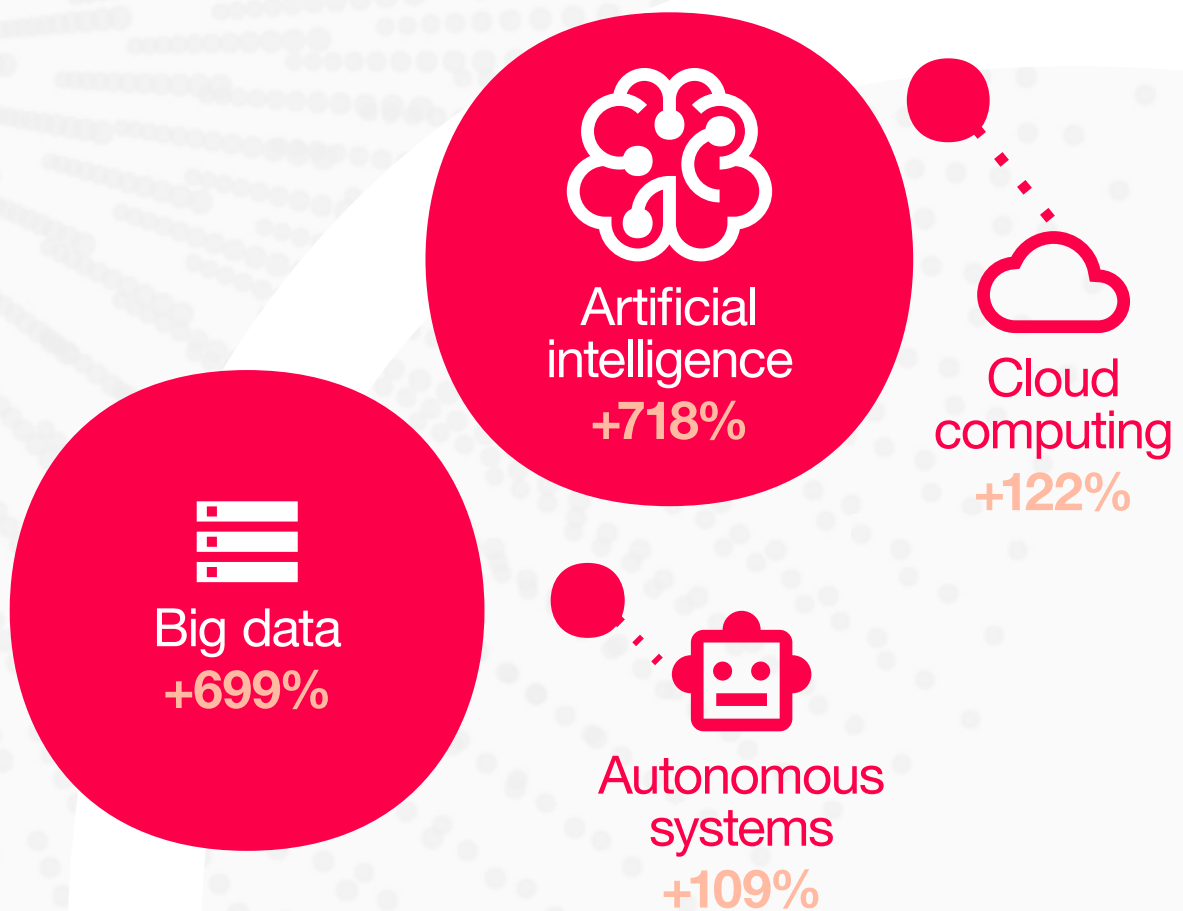 Artificial
intelligence
+718%
Cloud
computing
+122%
Big data
+699%
Autonomous
systems
+109%